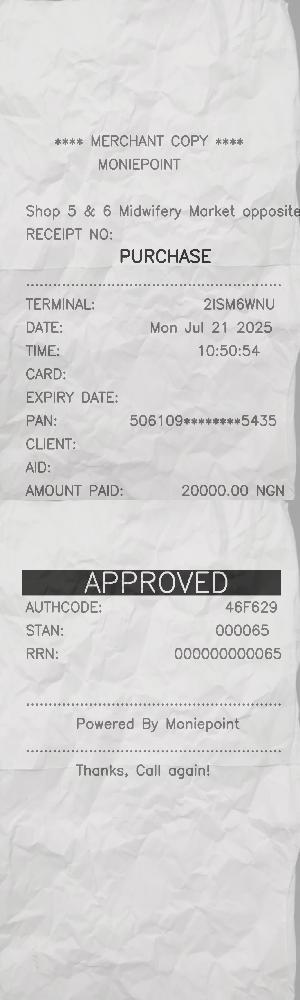 **** MERCHANT COPY ****
MONIEPOINT
Shop 5 & 6 Midwifery Market opposite
RECEIPT NO:
PURCHASE
TERMINAL: 2ISM6WNU
DATE: Mon Jul 21 2025
TIME: 10:50:54
CARD:
EXPIRY DATE:
PAN: 506109********5435
CLIENT:
AID:
AMOUNT PAID: 20000.00 NGN
APPROVED
AUTHCODE: 46F629
STAN: 000065
RRN: 000000000065
Powered By Moniepoint
Thanks, Call again!